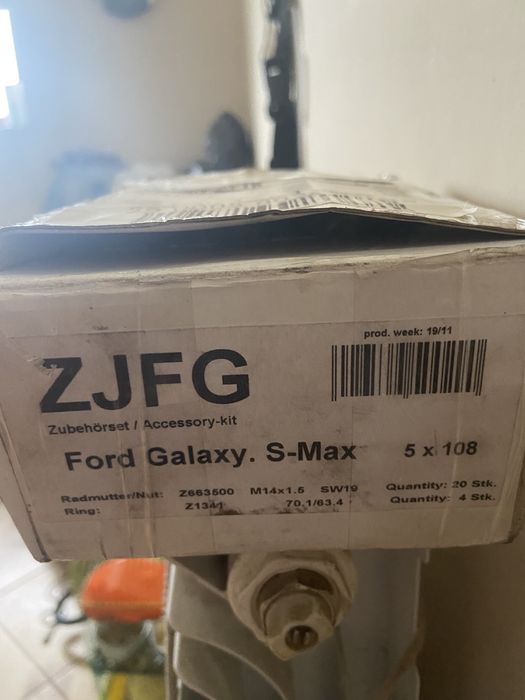 prod. week: 19/11
ZJFG
Zubehörset / Accessory-kit
Ford Galaxy. S-Max 5 x 108
Radmutter/Nut: Z663500 M14x1.5 SW19 Quantity: 20 Stk.
Ring: Z1341 70.1/63.4 Quantity: 4 Stk.